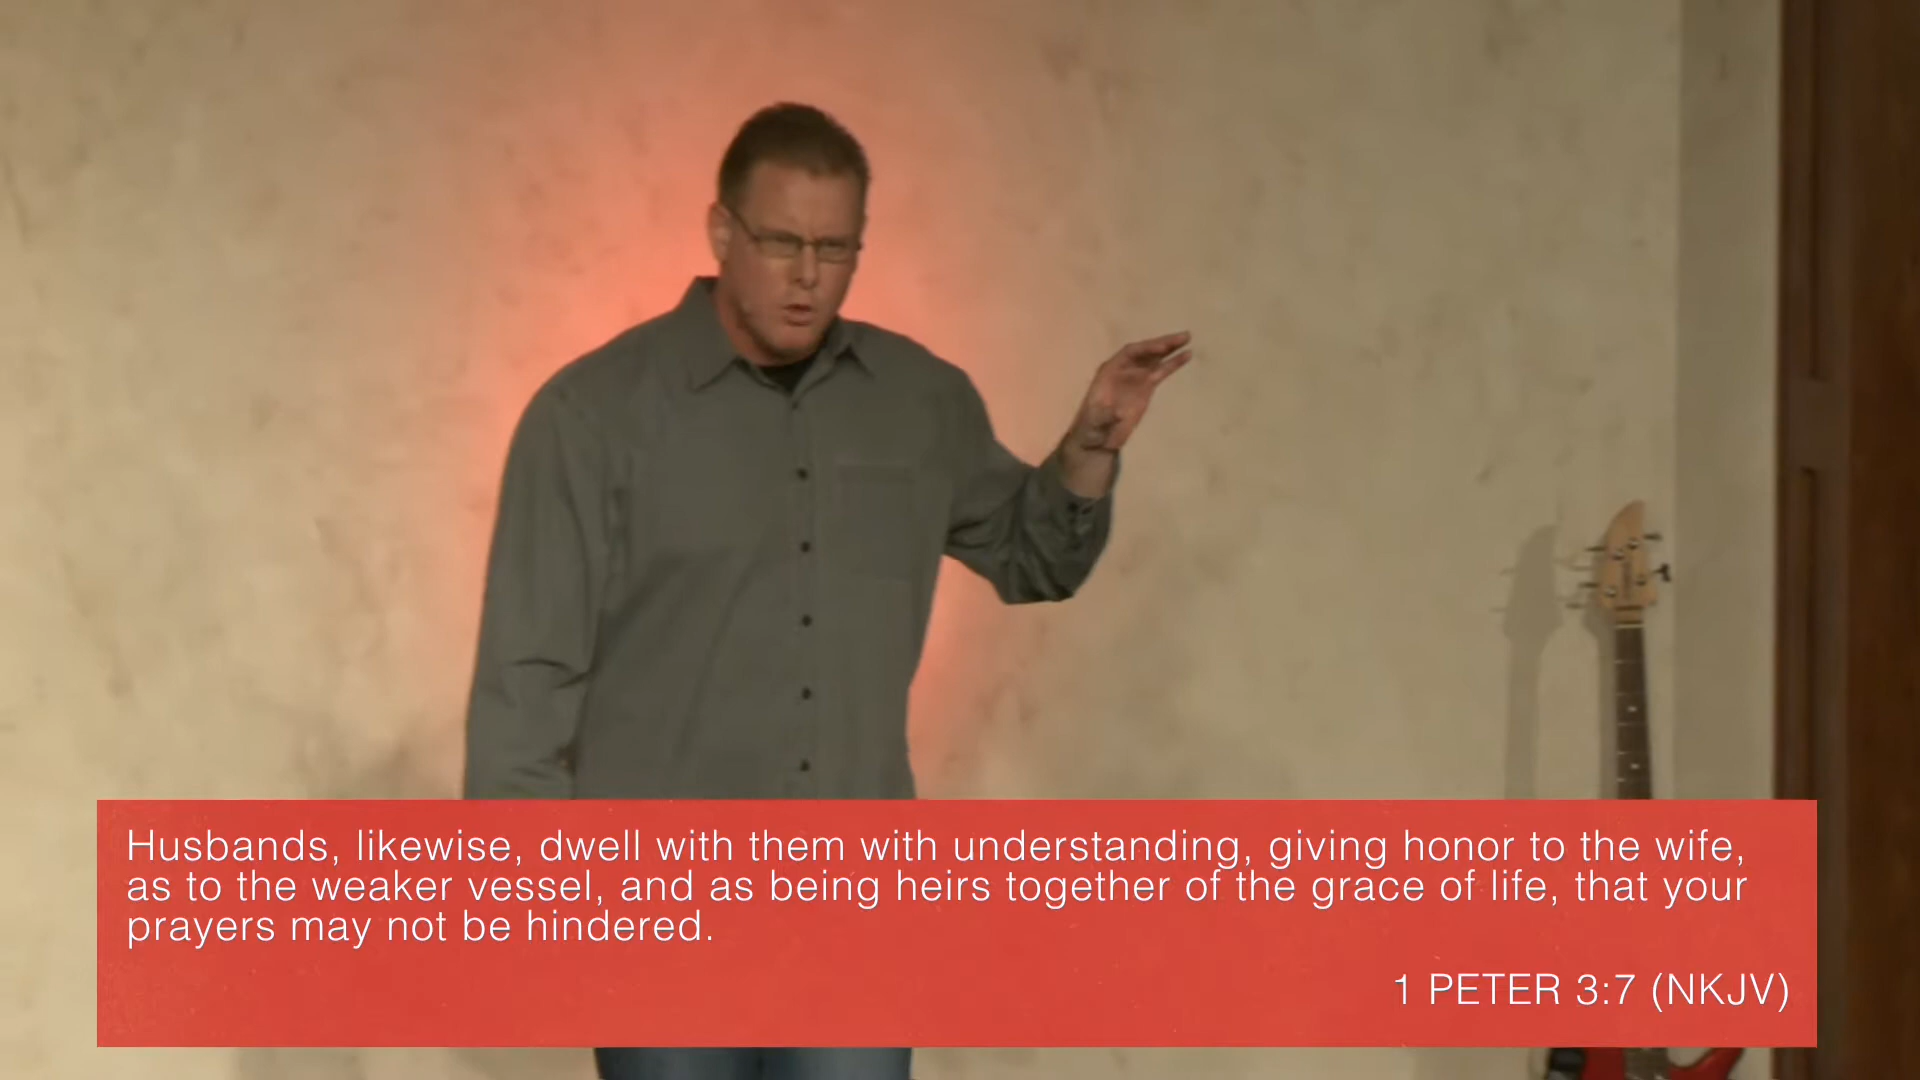 Husbands, likewise, dwell with them with understanding, giving honor to the wife,
as to the weaker vessel, and as being heirs together of the grace of life, that your
prayers may not be hindered.
1 PETER 3:7 (NKJV)